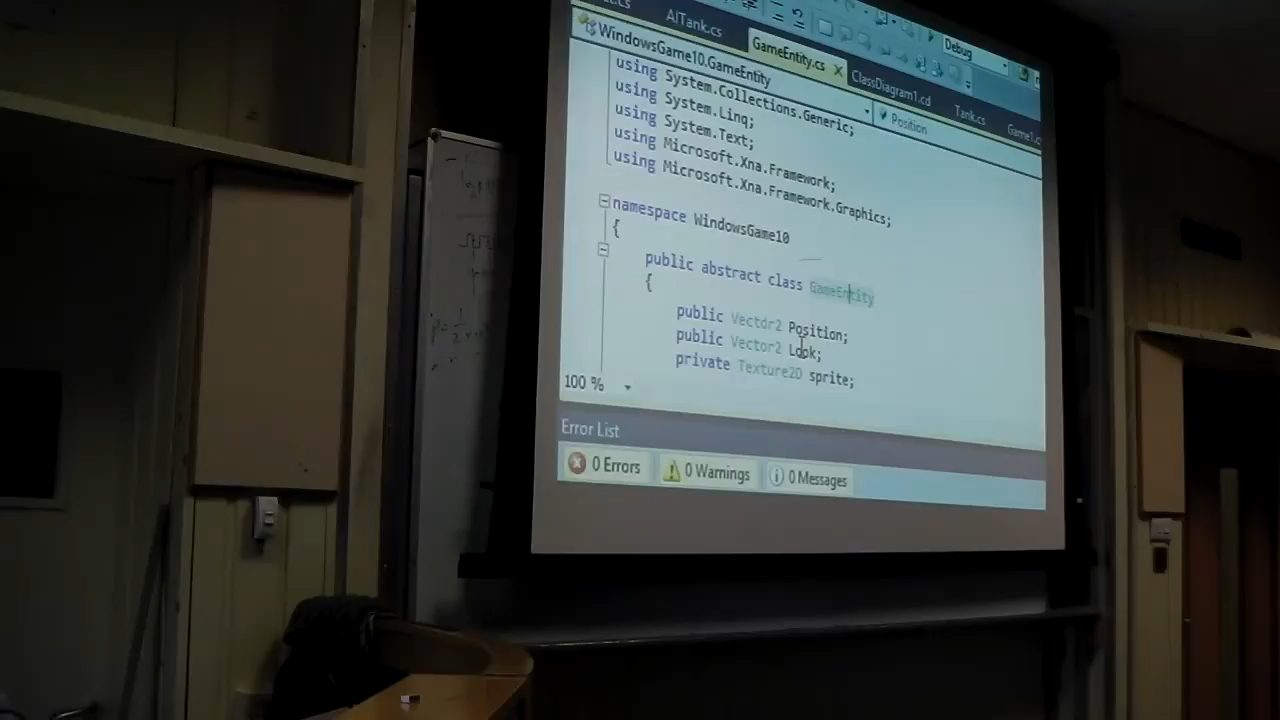 AITank.cs
GameEntity.cs
ClassDiagram1.cd
Tank.cs
Debug
WindowsGame10.GameEntity
Position
using System.Collections.Generic;
using System.Linq;
using System.Text;
using Microsoft.Xna.Framework;
using Microsoft.Xna.Framework.Graphics;
namespace WindowsGame10
{
public abstract class GameEntity
{
public Vector2 Position;
public Vector2 Look;
private Texture2D sprite;
100 %
Error List
0 Errors
0 Warnings
0 Messages